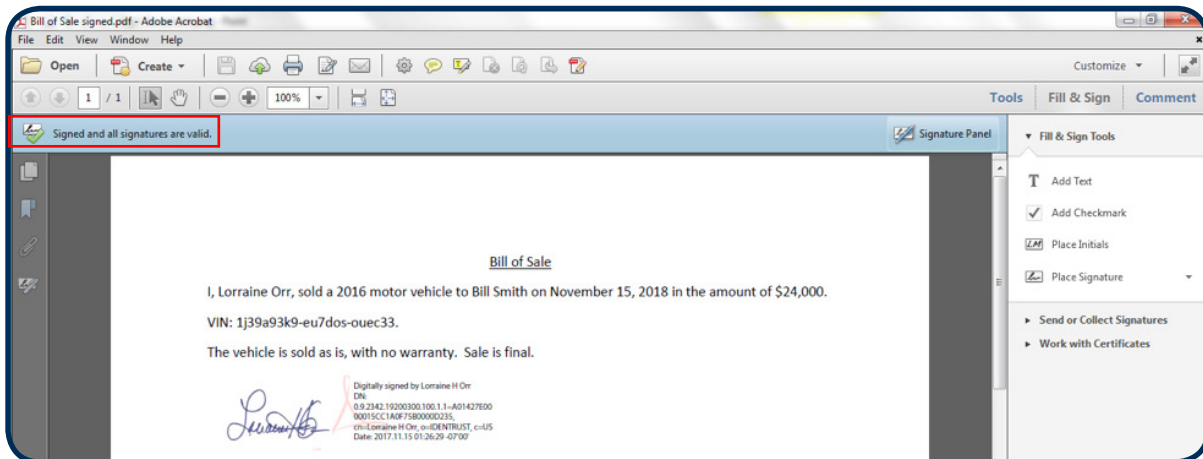 Bill of Sale signed.pdf - Adobe Acrobat
File Edit View Window Help
Open Create Customize
1 / 1 100% Tools Fill & Sign Comment
Signed and all signatures are valid. Signature Panel
Fill & Sign Tools
T Add Text
Add Checkmark
LM Place Initials
Place Signature
Send or Collect Signatures
Work with Certificates
Bill of Sale
I, Lorraine Orr, sold a 2016 motor vehicle to Bill Smith on November 15, 2018 in the amount of $24,000.
VIN: 1j39a93k9-eu7dos-ouec33.
The vehicle is sold as is, with no warranty. Sale is final.
Digitally signed by Lorraine H Orr
DN:
0.9.2342.19200300.100.1.1=A01427E00
00015CC1A0F75B0000D235,
cn=Lorraine H Orr, o=IDENTRUST, c=US
Date: 2017.11.15 01:26:29 -07'00'